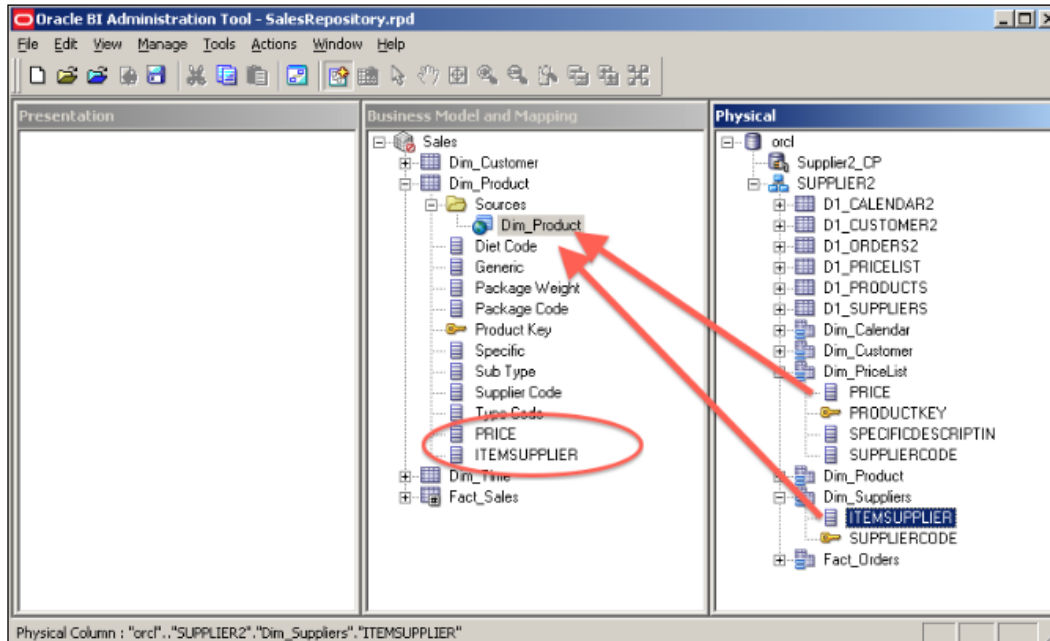 Oracle BI Administration Tool - SalesRepository.rpd
File Edit View Manage Tools Actions Window Help
Presentation
Business Model and Mapping
Sales
Dim_Customer
Dim_Product
Sources
Dim_Product
Diet Code
Generic
Package Weight
Package Code
Product Key
Specific
Sub Type
Supplier Code
Type Code
PRICE
ITEMSUPPLIER
Dim_Time
Fact_Sales
Physical
orcl
Supplier2_CP
SUPPLIER2
D1_CALENDAR2
D1_CUSTOMER2
D1_ORDERS2
D1_PRICELIST
D1_PRODUCTS
D1_SUPPLIERS
Dim_Calendar
Dim_Customer
Dim_PriceList
PRICE
PRODUCTKEY
SPECIFICDESCRIPTIN
SUPPLIERCODE
Dim_Product
Dim_Suppliers
ITEMSUPPLIER
SUPPLIERCODE
Fact_Orders
Physical Column : "orcl".."SUPPLIER2"."Dim_Suppliers"."ITEMSUPPLIER"